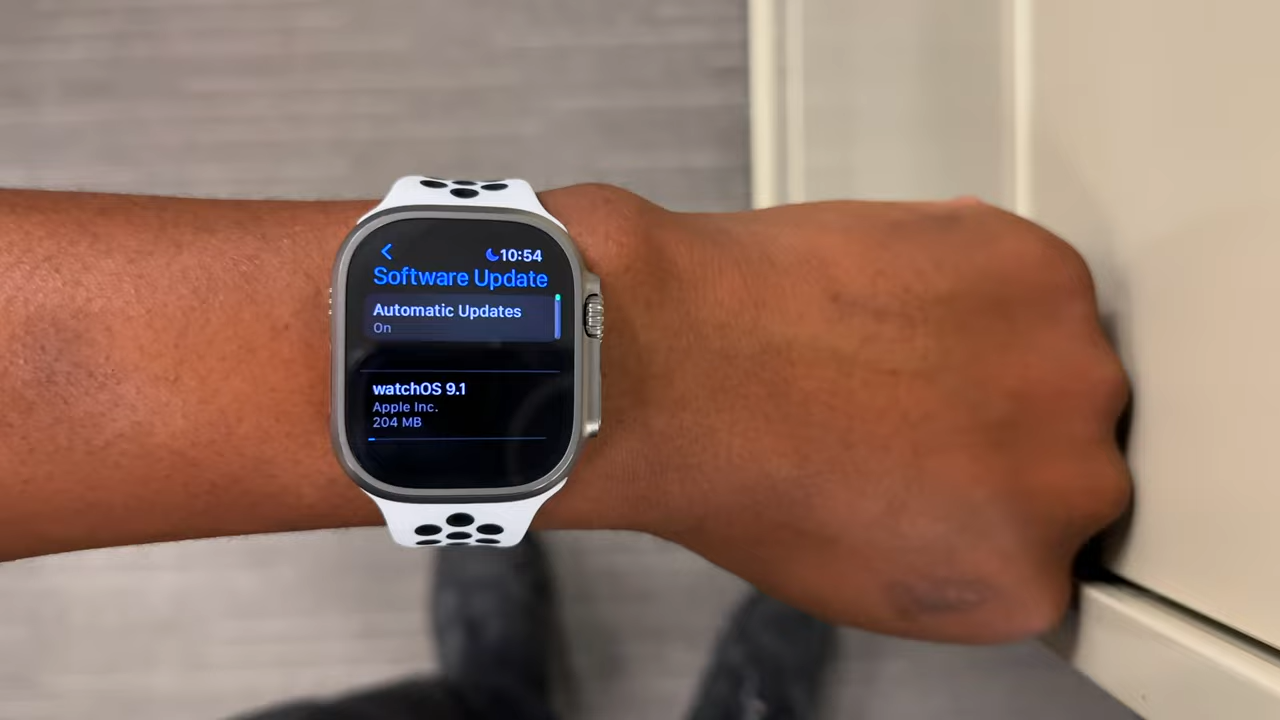 10:54
Software Update
Automatic Updates
On
watchOS 9.1
Apple Inc.
204 MB